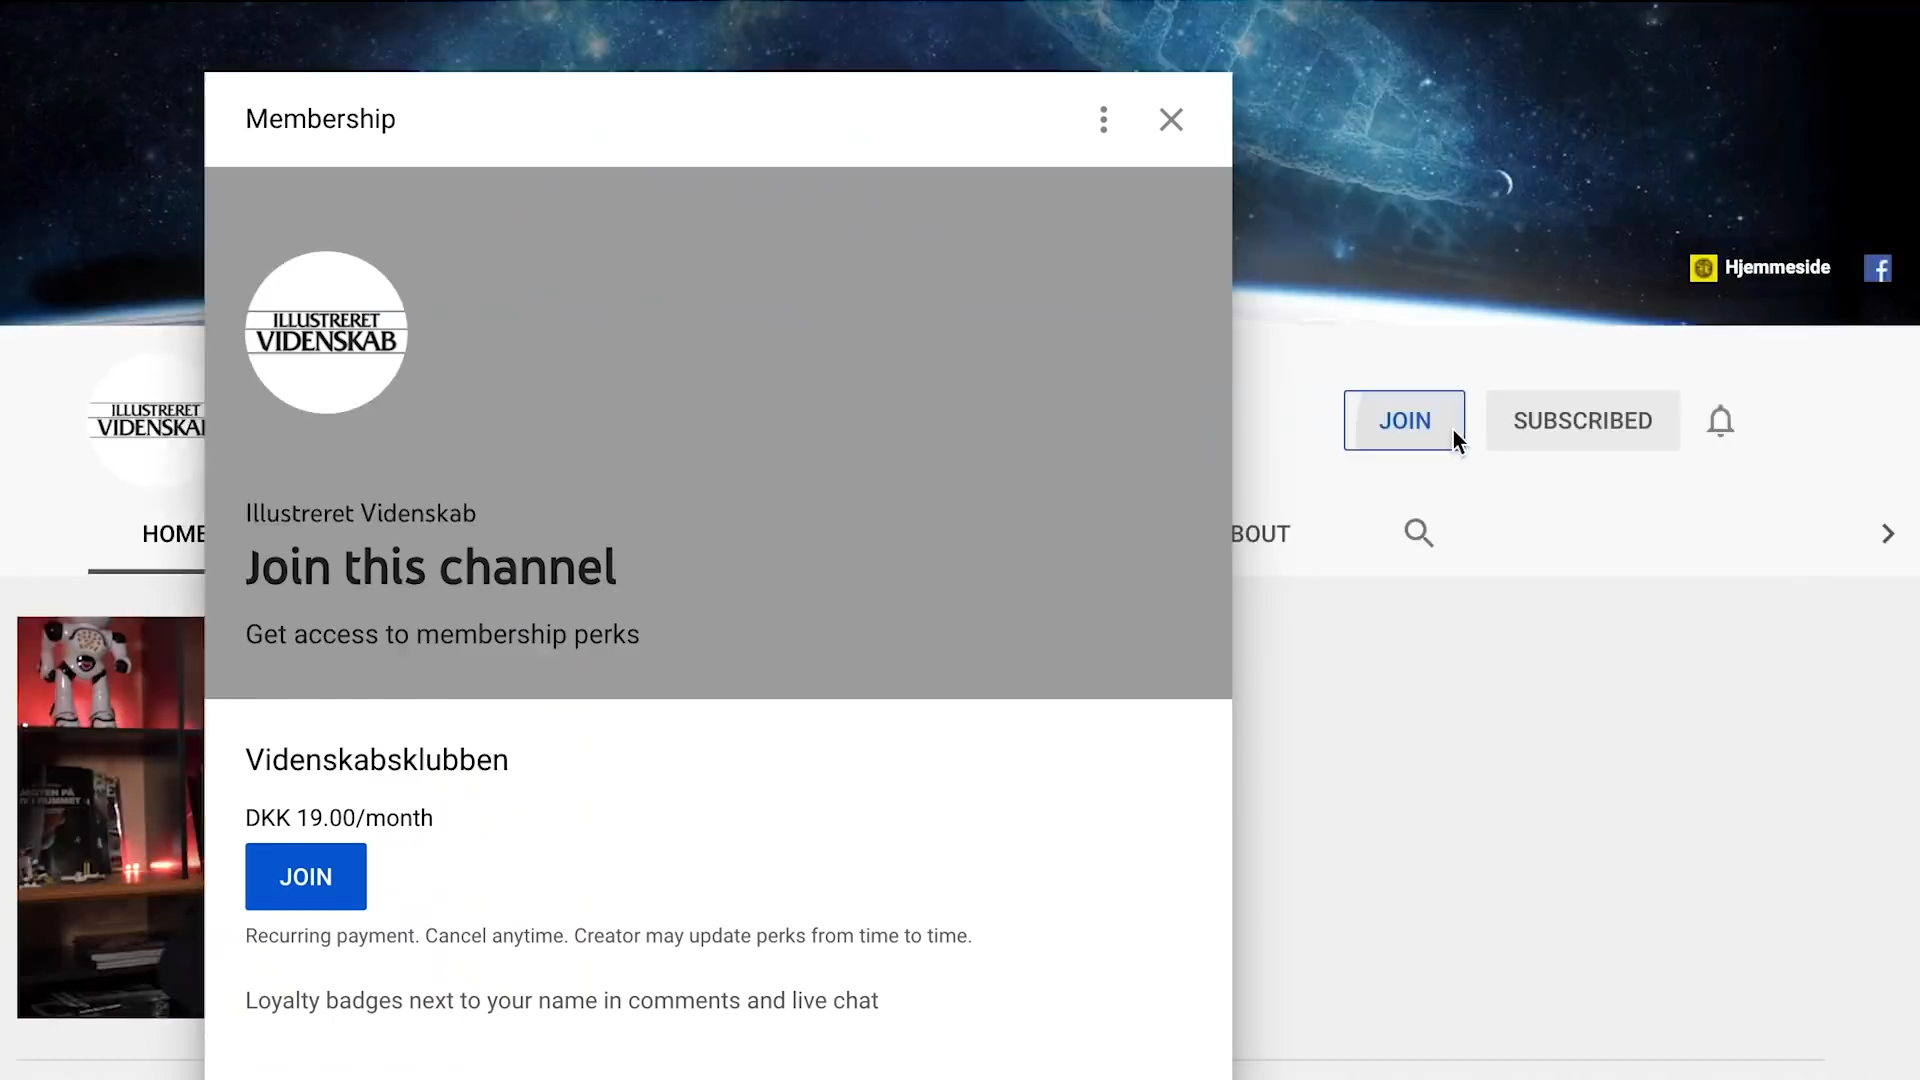 Membership
Hjemmeside
ILLUSTRERET
VIDENSKAB
ILLUSTRERET
JOIN
SUBSCRIBED
Illustreret Videnskab
HOME
Join this channel
Get access to membership perks
Videnskabsklubben
DKK 19.00/month
JOIN
Recurring payment. Cancel anytime. Creator may update perks from time to time.
Loyalty badges next to your name in comments and live chat